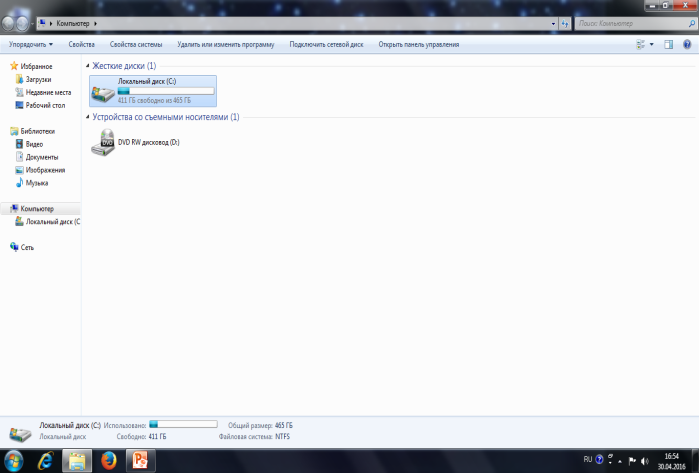 Компьютер
Поиск: Компьютер
Упорядочить
Свойства
Свойства системы
Удалить или изменить программу
Подключить сетевой диск
Открыть панель управления
Избранное
Загрузки
Недавние места
Рабочий стол
Библиотеки
Видео
Документы
Изображения
Музыка
Компьютер
Локальный диск (C
Сеть
Жесткие диски (1)
Локальный диск (C:)
411 ГБ свободно из 465 ГБ
Устройства со съемными носителями (1)
DVD
DVD RW дисковод (D:)
Локальный диск (C:) Использовано: Общий размер: 465 ГБ
Локальный диск Свободно: 411 ГБ Файловая система: NTFS
RU
16:54
30.04.2016